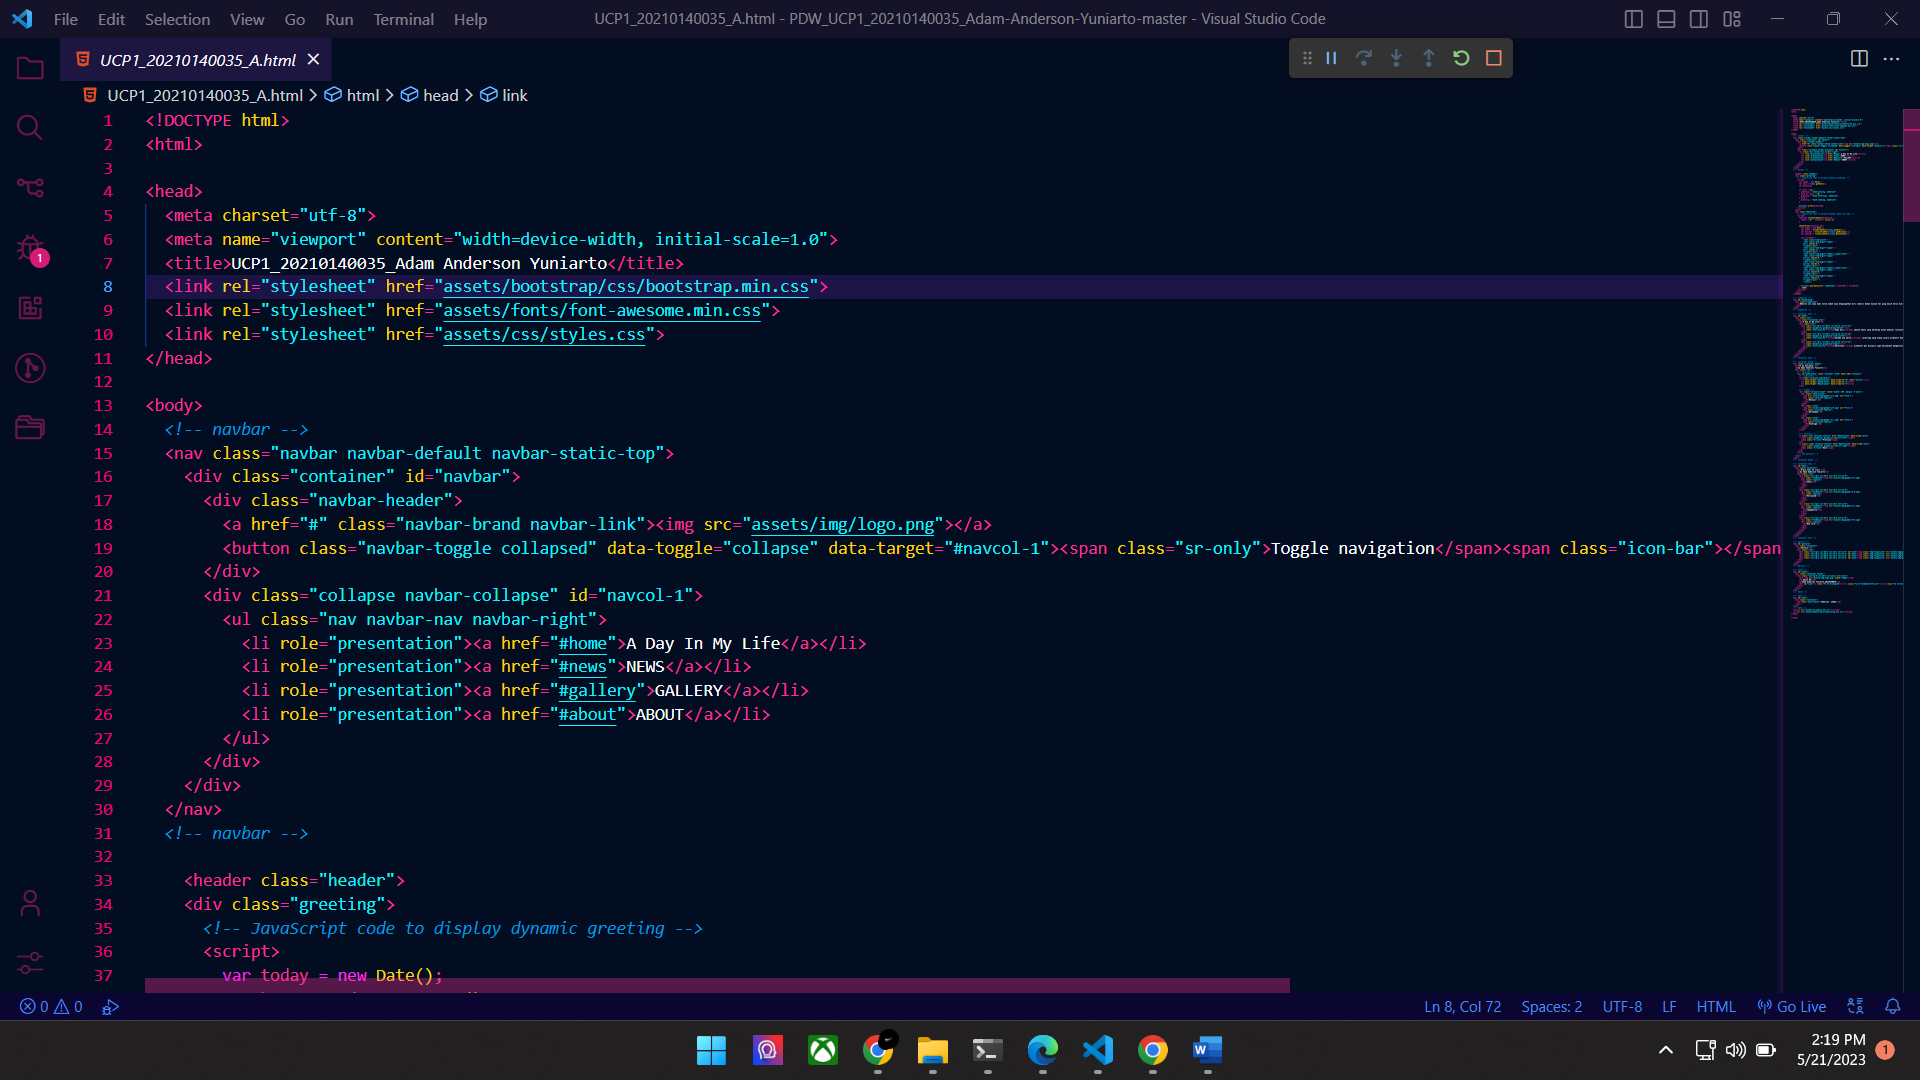 File Edit Selection View Go Run Terminal Help
UCP1_20210140035_A.html - PDW_UCP1_20210140035_Adam-Anderson-Yuniarto-master - Visual Studio Code
UCP1_20210140035_A.html
UCP1_20210140035_A.html > html > head > link
1 <!DOCTYPE html>
2 <html>
3
4 <head>
5 <meta charset="utf-8">
6 <meta name="viewport" content="width=device-width, initial-scale=1.0">
7 <title>UCP1_20210140035_Adam Anderson Yuniarto</title>
8 <link rel="stylesheet" href="assets/bootstrap/css/bootstrap.min.css">
9 <link rel="stylesheet" href="assets/fonts/font-awesome.min.css">
10 <link rel="stylesheet" href="assets/css/styles.css">
11 </head>
12
13 <body>
14 <!-- navbar -->
15 <nav class="navbar navbar-default navbar-static-top">
16 <div class="container" id="navbar">
17 <div class="navbar-header">
18 <a href="#" class="navbar-brand navbar-link"><img src="assets/img/logo.png"></a>
19 <button class="navbar-toggle collapsed" data-toggle="collapse" data-target="#navcol-1"><span class="sr-only">Toggle navigation</span><span class="icon-bar"></span
20 </div>
21 <div class="collapse navbar-collapse" id="navcol-1">
22 <ul class="nav navbar-nav navbar-right">
23 <li role="presentation"><a href="#home">A Day In My Life</a></li>
24 <li role="presentation"><a href="#news">NEWS</a></li>
25 <li role="presentation"><a href="#gallery">GALLERY</a></li>
26 <li role="presentation"><a href="#about">ABOUT</a></li>
27 </ul>
28 </div>
29 </div>
30 </nav>
31 <!-- navbar -->
32
33 <header class="header">
34 <div class="greeting">
35 <!-- JavaScript code to display dynamic greeting -->
36 <script>
37 var today = new Date();
1
0 0
Ln 8, Col 72 Spaces: 2 UTF-8 LF HTML Go Live
2:19 PM
5/21/2023
1